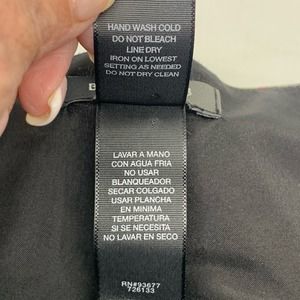 HAND WASH COLD
DO NOT BLEACH
LINE DRY
IRON ON LOWEST
SETTING AS NEEDED
DO NOT DRY CLEAN
LAVAR A MANO
CON AGUA FRIA
NO USAR
BLANQUEADOR
SECAR COLGADO
USAR PLANCHA
EN MINIMA
TEMPERATURA
SI SE NECESITA
NO LAVAR EN SECO
RN#93677
726133